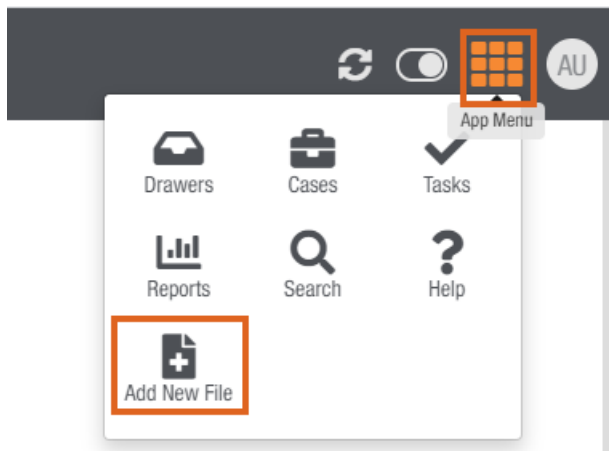 AU
App Menu
Drawers Cases Tasks
Reports Search Help
Add New File